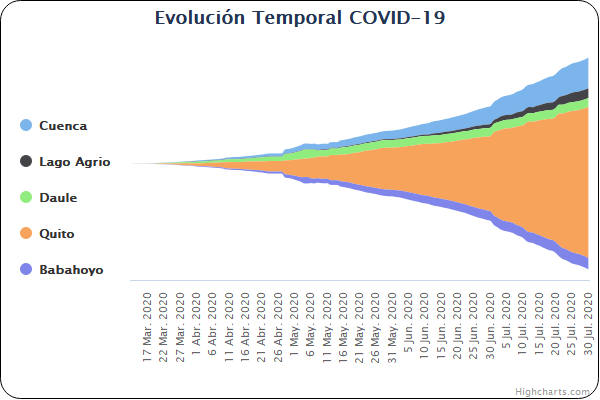 Evolución Temporal COVID-19
Cuenca
Lago Agrio
Daule
Quito
Babahoyo
17 Mar. 2020
22 Mar. 2020
27 Mar. 2020
1 Abr. 2020
6 Abr. 2020
11 Abr. 2020
16 Abr. 2020
21 Abr. 2020
26 Abr. 2020
1 May. 2020
6 May. 2020
11 May. 2020
16 May. 2020
21 May. 2020
26 May. 2020
31 May. 2020
5 Jun. 2020
10 Jun. 2020
15 Jun. 2020
20 Jun. 2020
25 Jun. 2020
30 Jun. 2020
5 Jul. 2020
10 Jul. 2020
15 Jul. 2020
20 Jul. 2020
25 Jul. 2020
30 Jul. 2020
Highcharts.com